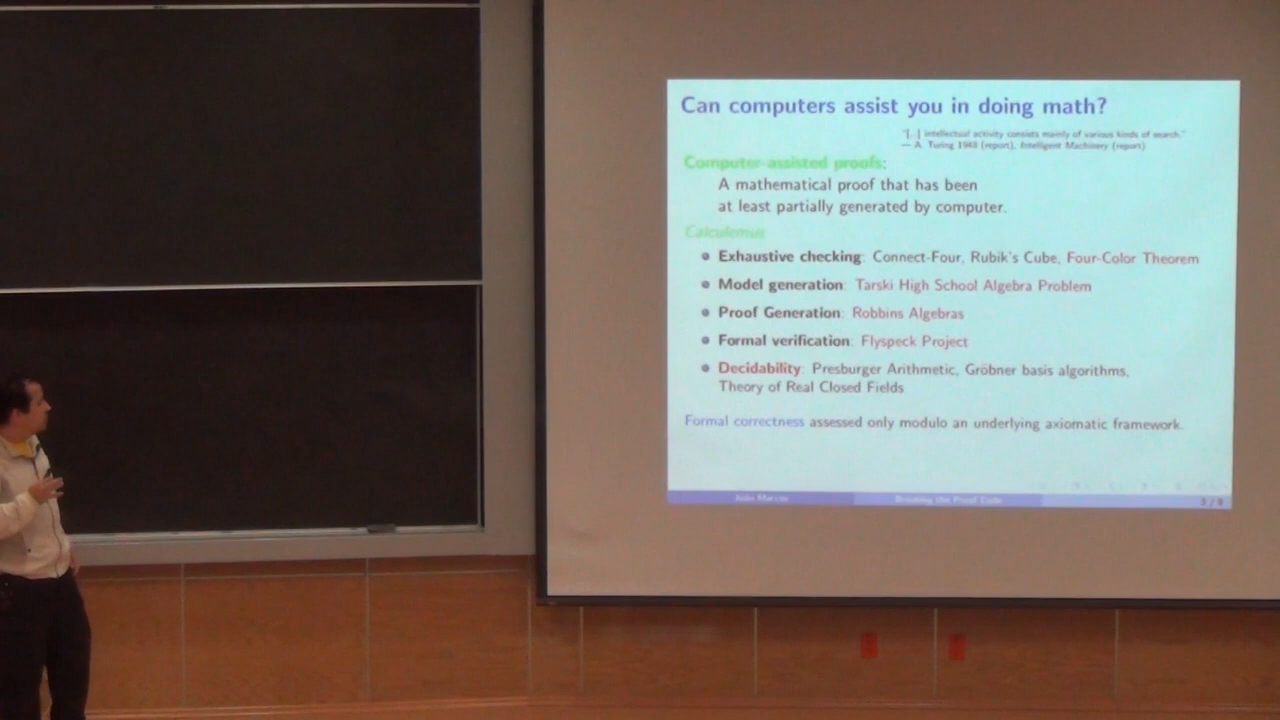 Can computers assist you in doing math?
"[...] intellectual activity consists mainly of various kinds of search."
— A. Turing 1948 (report), Intelligent Machinery (report)
Computer-assisted proofs:
A mathematical proof that has been
at least partially generated by computer.
Calculemus
Exhaustive checking: Connect-Four, Rubik's Cube, Four-Color Theorem
Model generation: Tarski High School Algebra Problem
Proof Generation: Robbins Algebras
Formal verification: Flyspeck Project
Decidability: Presburger Arithmetic, Gröbner basis algorithms,
Theory of Real Closed Fields
Formal correctness assessed only modulo an underlying axiomatic framework.
João Marcos Breaking the Proof Code / 8